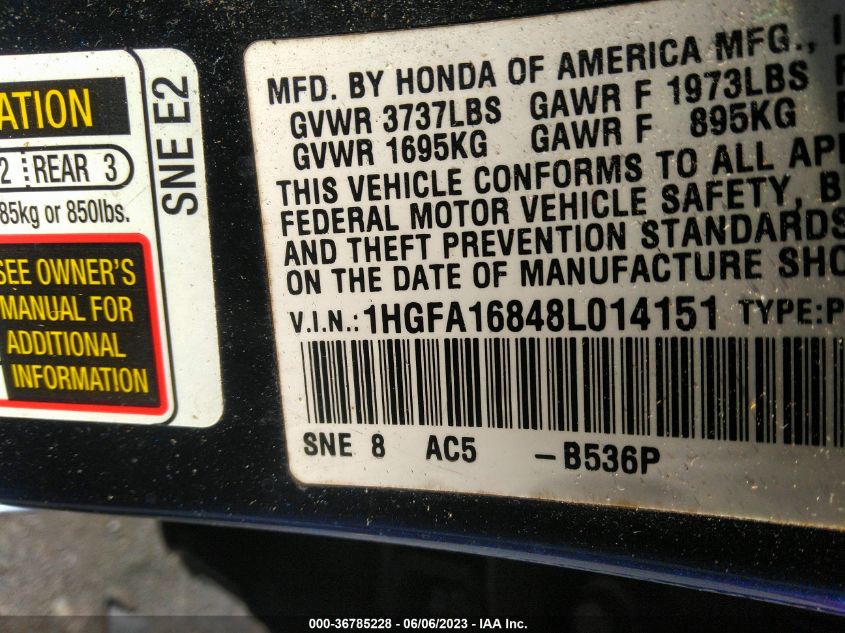 ATION
2 REAR 3
85kg or 850lbs.
SEE OWNER'S
MANUAL FOR
ADDITIONAL
INFORMATION
SNE E2
MFD. BY HONDA OF AMERICA MFG., I
GVWR 3737LBS GAWR F 1973LBS
GVWR 1695KG GAWR F 895KG
THIS VEHICLE CONFORMS TO ALL APP
FEDERAL MOTOR VEHICLE SAFETY, B
AND THEFT PREVENTION STANDARDS
ON THE DATE OF MANUFACTURE SHO
V.I.N.: 1HGFA16848L014151 TYPE:P
SNE 8 AC5 -B536P
000-36785228 - 06/06/2023 - IAA Inc.